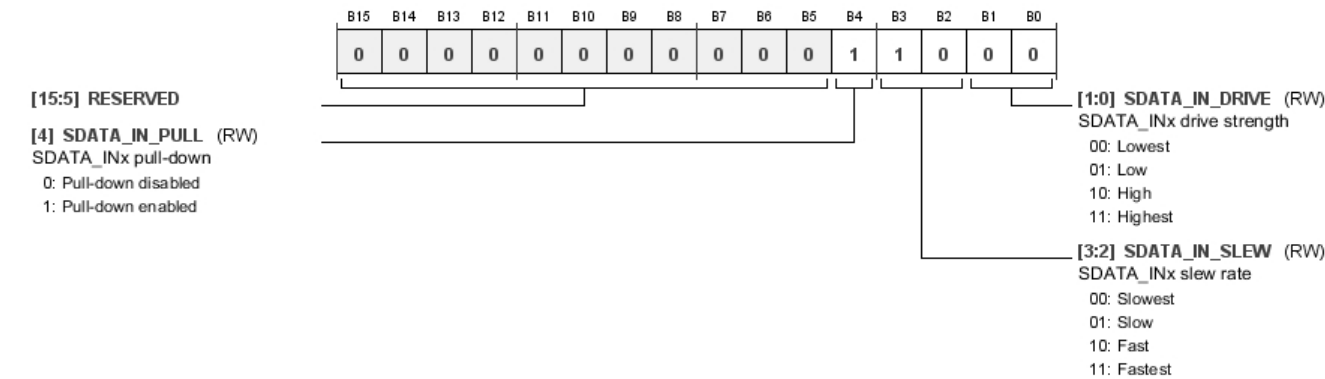 B15 B14 B13 B12 B11 B10 B9 B8 B7 B6 B5 B4 B3 B2 B1 B0
0 0 0 0 0 0 0 0 0 0 0 1 1 0 0 0
[15:5] RESERVED
[4] SDATA_IN_PULL (RW)
SDATA_INx pull-down
0: Pull-down disabled
1: Pull-down enabled
[1:0] SDATA_IN_DRIVE (RW)
SDATA_INx drive strength
00: Lowest
01: Low
10: High
11: Highest
[3:2] SDATA_IN_SLEW (RW)
SDATA_INx slew rate
00: Slowest
01: Slow
10: Fast
11: Fastest